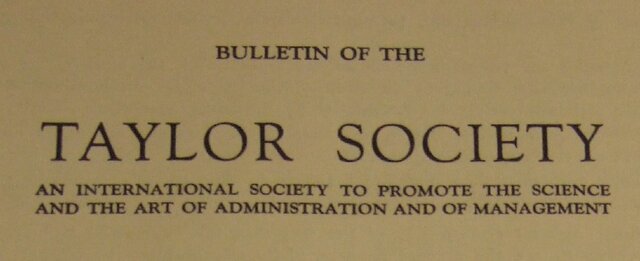 BULLETIN OF THE
TAYLOR SOCIETY
AN INTERNATIONAL SOCIETY TO PROMOTE THE SCIENCE
AND THE ART OF ADMINISTRATION AND OF MANAGEMENT